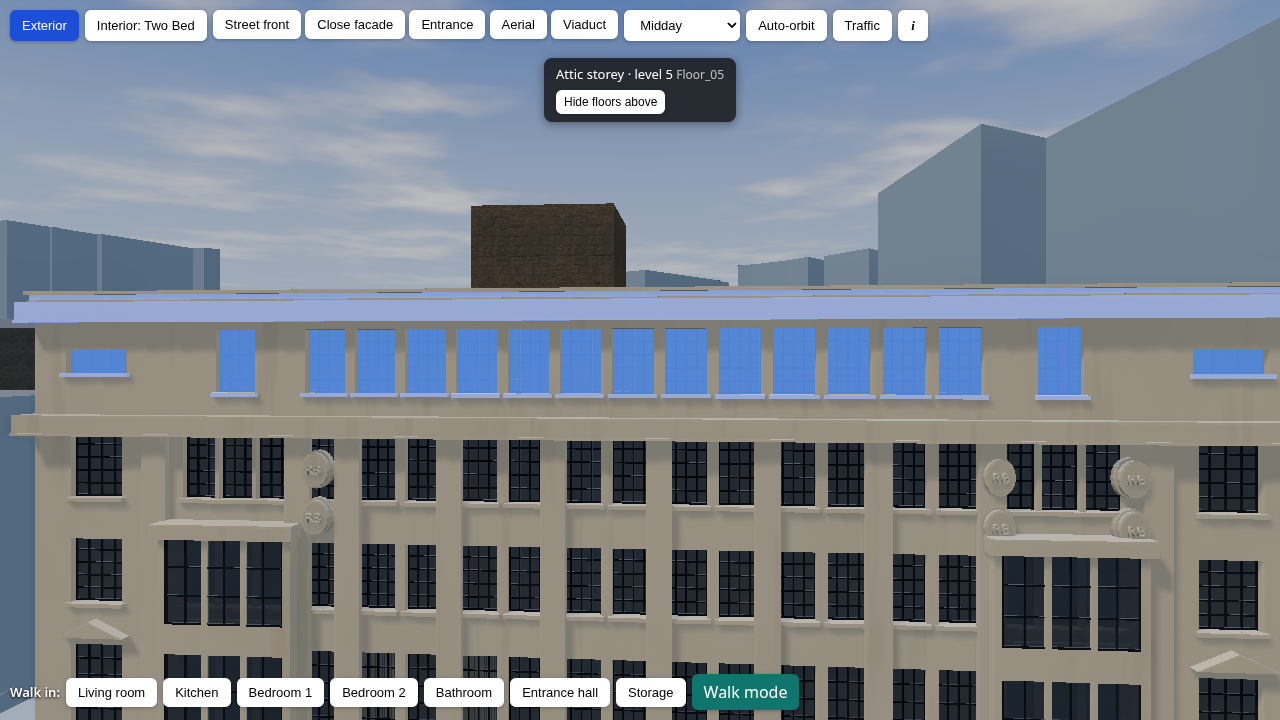 Exterior
Interior: Two Bed
Street front
Close facade
Entrance
Aerial
Viaduct
Midday
Auto-orbit
Traffic
i
Attic storey · level 5 Floor_05
Hide floors above
RB
RB
RB
RB
RB
RB
Walk in:
Living room
Kitchen
Bedroom 1
Bedroom 2
Bathroom
Entrance hall
Storage
Walk mode